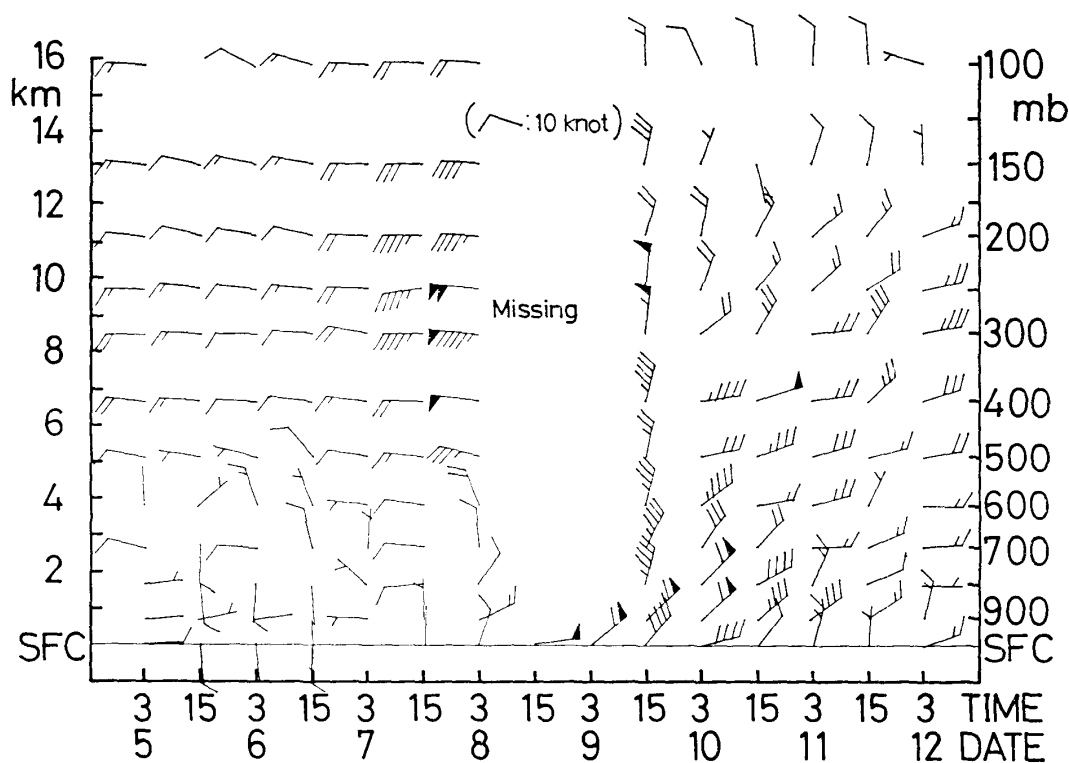 16
km
14
12
10
8
6
4
2
SFC
( :10 knot)
Missing
100
mb
150
200
300
400
500
600
700
900
SFC
3 15 3 15 3 15 3 15 3 15 3 15 3 15 3 TIME
5 6 7 8 9 10 11 12 DATE